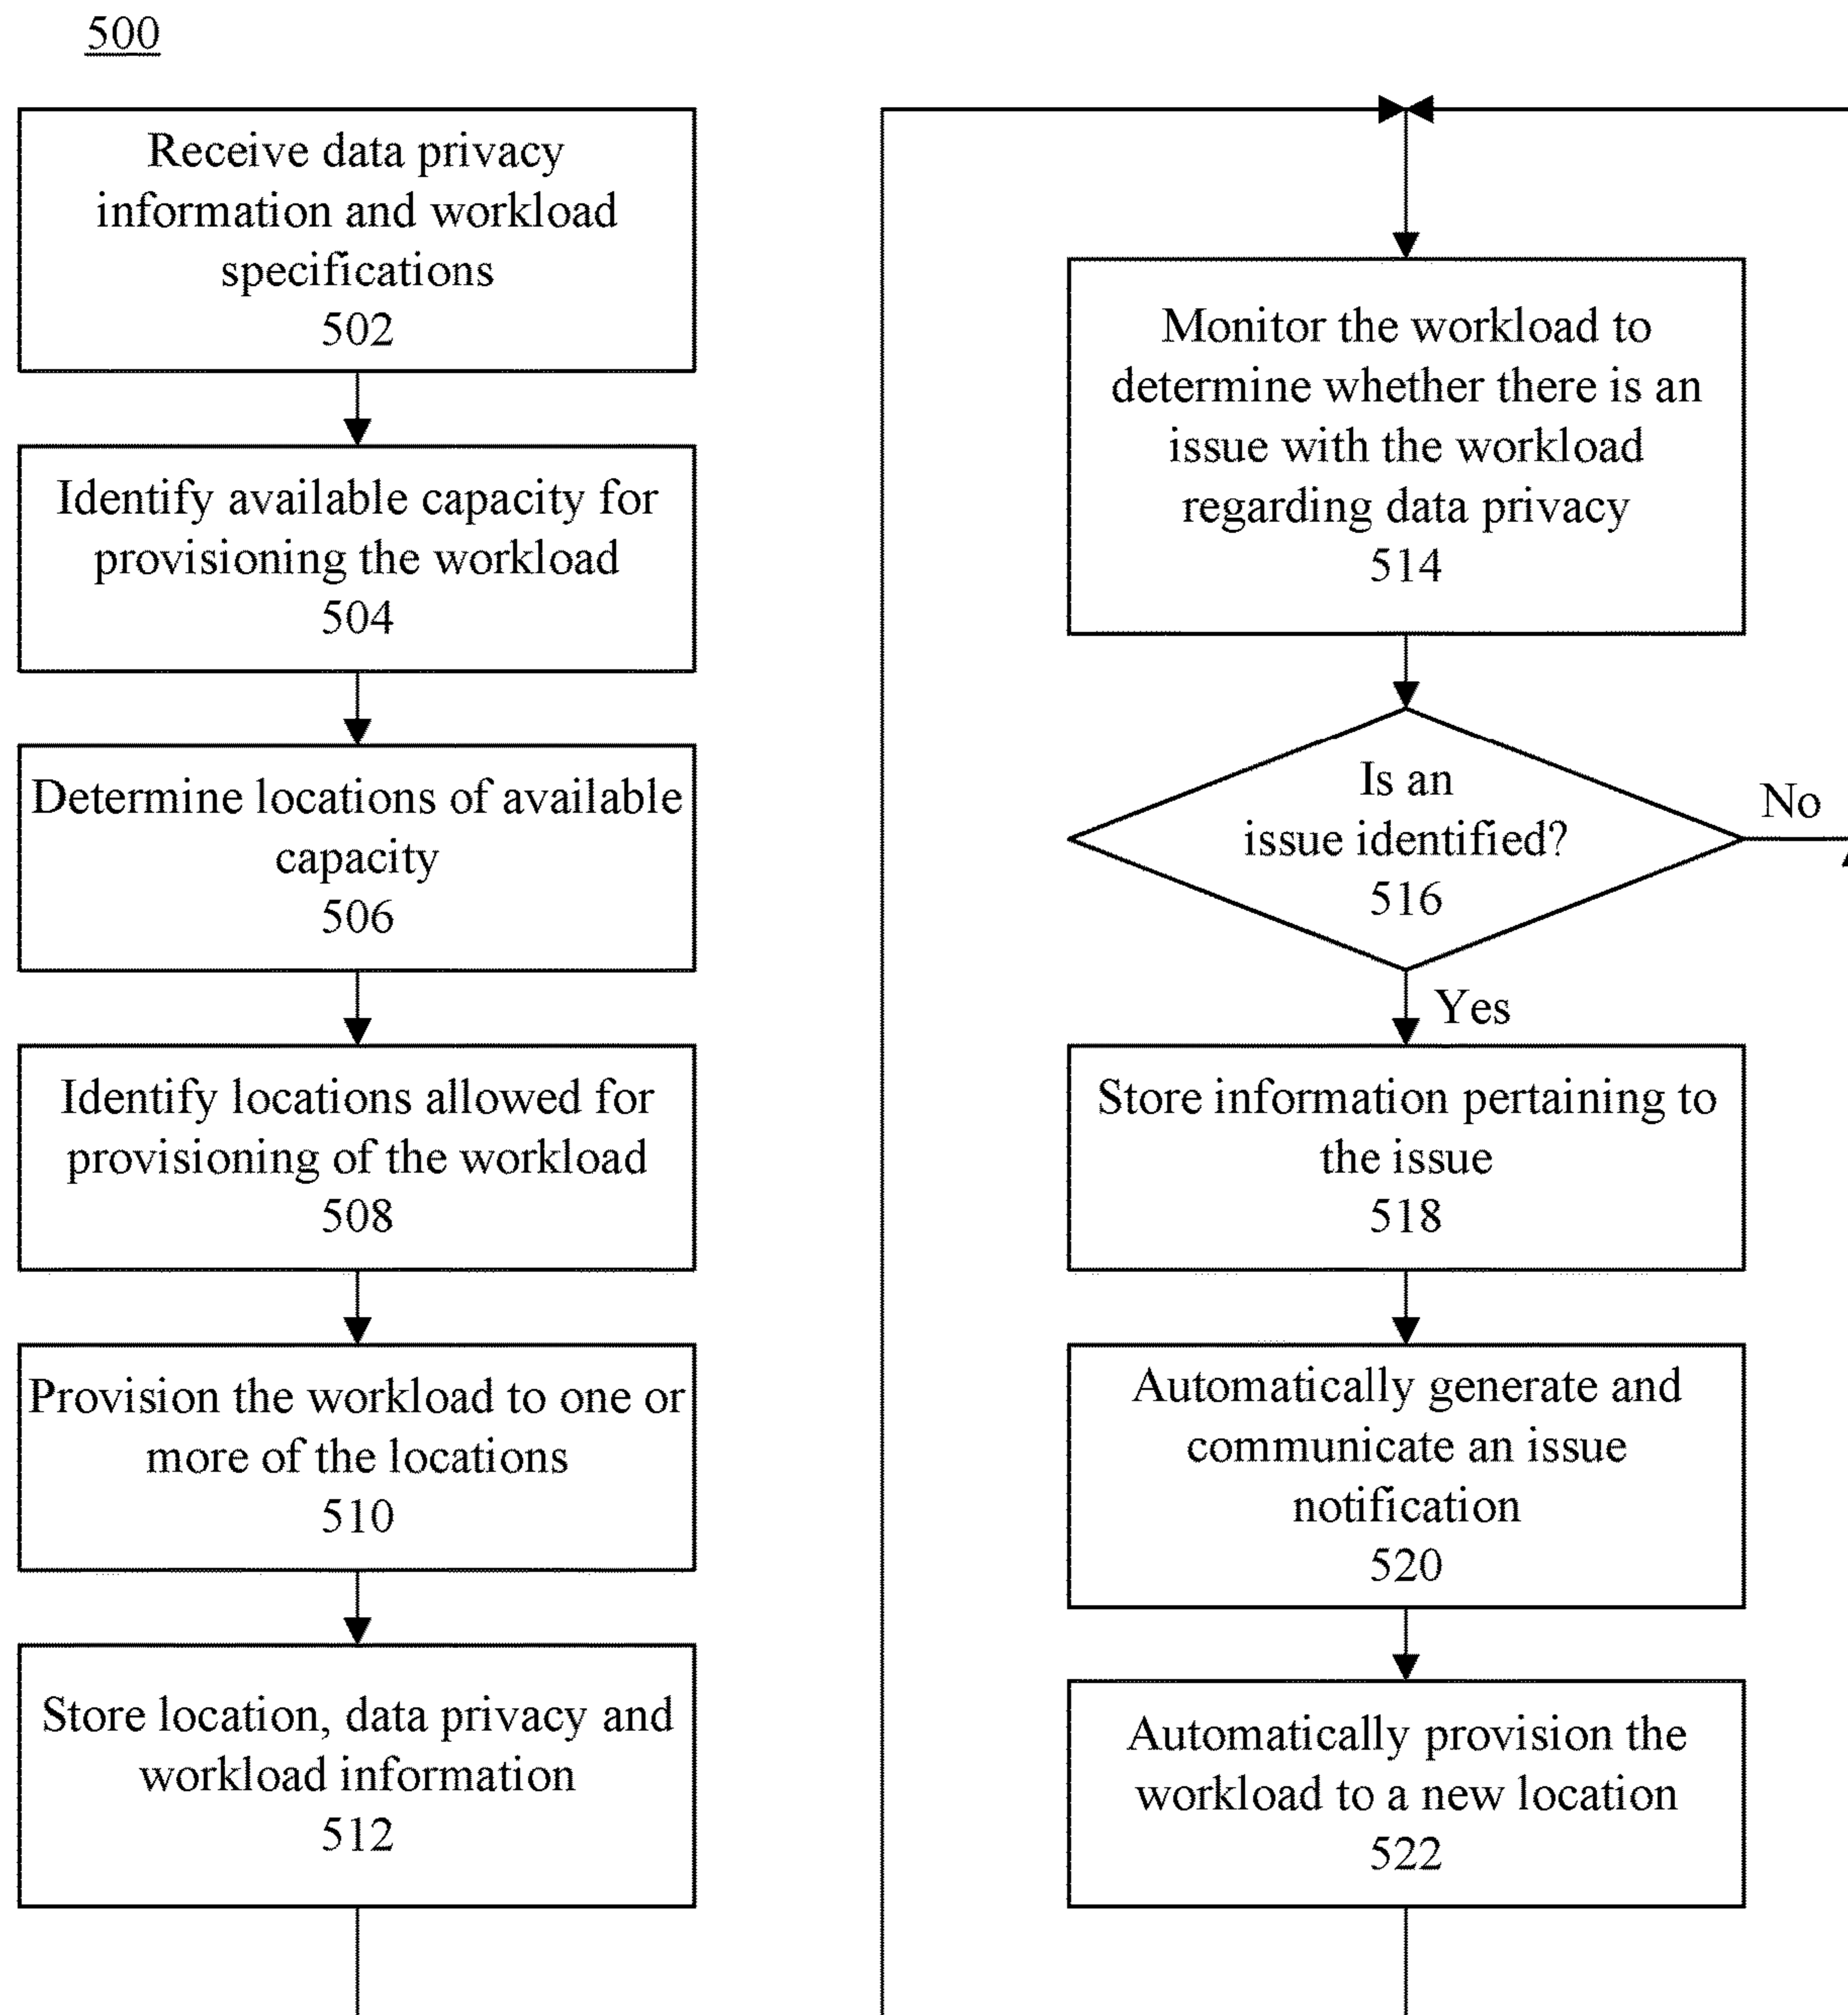 500
Receive data privacy
information and workload
specifications
502
Identify available capacity for
provisioning the workload
504
Determine locations of available
capacity
506
Identify locations allowed for
provisioning of the workload
508
Provision the workload to one or
more of the locations
510
Store location, data privacy and
workload information
512
Monitor the workload to
determine whether there is an
issue with the workload
regarding data privacy
514
Is an
issue identified?
516
No
Yes
Store information pertaining to
the issue
518
Automatically generate and
communicate an issue
notification
520
Automatically provision the
workload to a new location
522